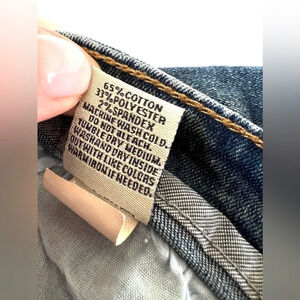 65% COTTON
33% POLYESTER
2% SPANDEX
MACHINE WASH COLD.
DO NOT BLEACH.
TUMBLE DRY MEDIUM.
WASH AND DRY INSIDE
OUT WITH LIKE COLORS.
WARM IRON IF NEEDED.